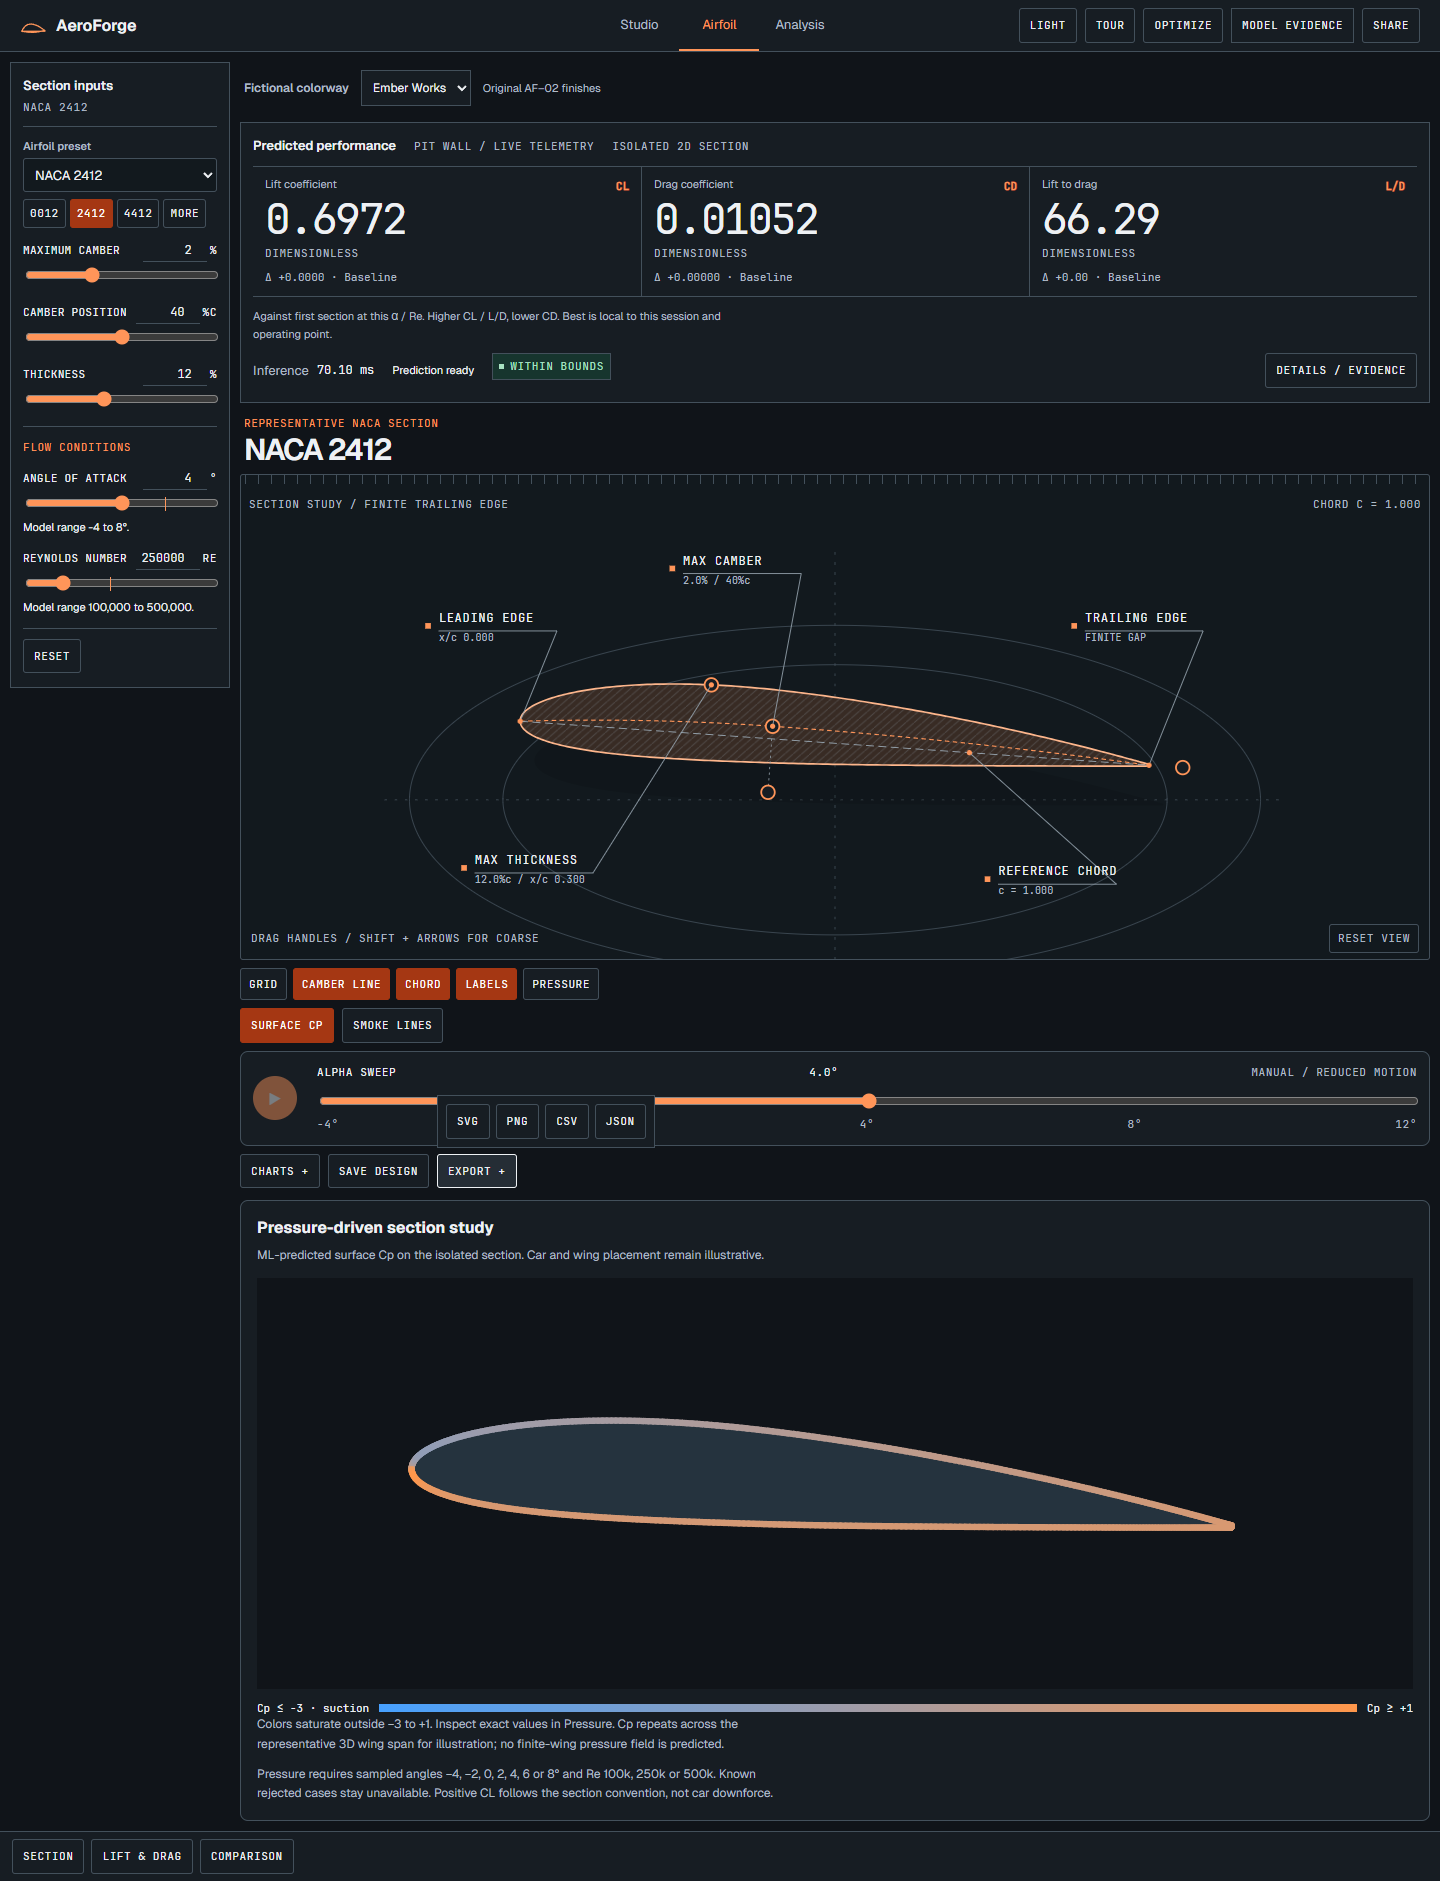 AeroForge
Studio
Airfoil
Analysis
LIGHT
TOUR
OPTIMIZE
MODEL EVIDENCE
SHARE
Section inputs
NACA 2412
Airfoil preset
NACA 2412
0012
2412
4412
MORE
MAXIMUM CAMBER 2 %
CAMBER POSITION 40 %C
THICKNESS 12 %
FLOW CONDITIONS
ANGLE OF ATTACK 4 °
Model range -4 to 8°.
REYNOLDS NUMBER 250000 RE
Model range 100,000 to 500,000.
RESET
Fictional colorway
Ember Works
Original AF–02 finishes
Predicted performance PIT WALL / LIVE TELEMETRY ISOLATED 2D SECTION
Lift coefficient CL
0.6972
DIMENSIONLESS
Δ +0.0000 · Baseline
Drag coefficient CD
0.01052
DIMENSIONLESS
Δ +0.00000 · Baseline
Lift to drag L/D
66.29
DIMENSIONLESS
Δ +0.00 · Baseline
Against first section at this α / Re. Higher CL / L/D, lower CD. Best is local to this session and
operating point.
Inference 70.10 ms Prediction ready WITHIN BOUNDS
DETAILS / EVIDENCE
REPRESENTATIVE NACA SECTION
NACA 2412
SECTION STUDY / FINITE TRAILING EDGE
CHORD C = 1.000
MAX CAMBER
2.0% / 40%c
LEADING EDGE
x/c 0.000
TRAILING EDGE
FINITE GAP
MAX THICKNESS
12.0%c / x/c 0.300
REFERENCE CHORD
c = 1.000
DRAG HANDLES / SHIFT + ARROWS FOR COARSE
RESET VIEW
GRID
CAMBER LINE
CHORD
LABELS
PRESSURE
SURFACE CP
SMOKE LINES
ALPHA SWEEP
4.0°
MANUAL / REDUCED MOTION
-4°
4°
8°
12°
SVG
PNG
CSV
JSON
CHARTS +
SAVE DESIGN
EXPORT +
Pressure-driven section study
ML-predicted surface Cp on the isolated section. Car and wing placement remain illustrative.
Cp ≤ -3 · suction
Cp ≥ +1
Colors saturate outside −3 to +1. Inspect exact values in Pressure. Cp repeats across the
representative 3D wing span for illustration; no finite-wing pressure field is predicted.
Pressure requires sampled angles −4, −2, 0, 2, 4, 6 or 8° and Re 100k, 250k or 500k. Known
rejected cases stay unavailable. Positive CL follows the section convention, not car downforce.
SECTION
LIFT & DRAG
COMPARISON